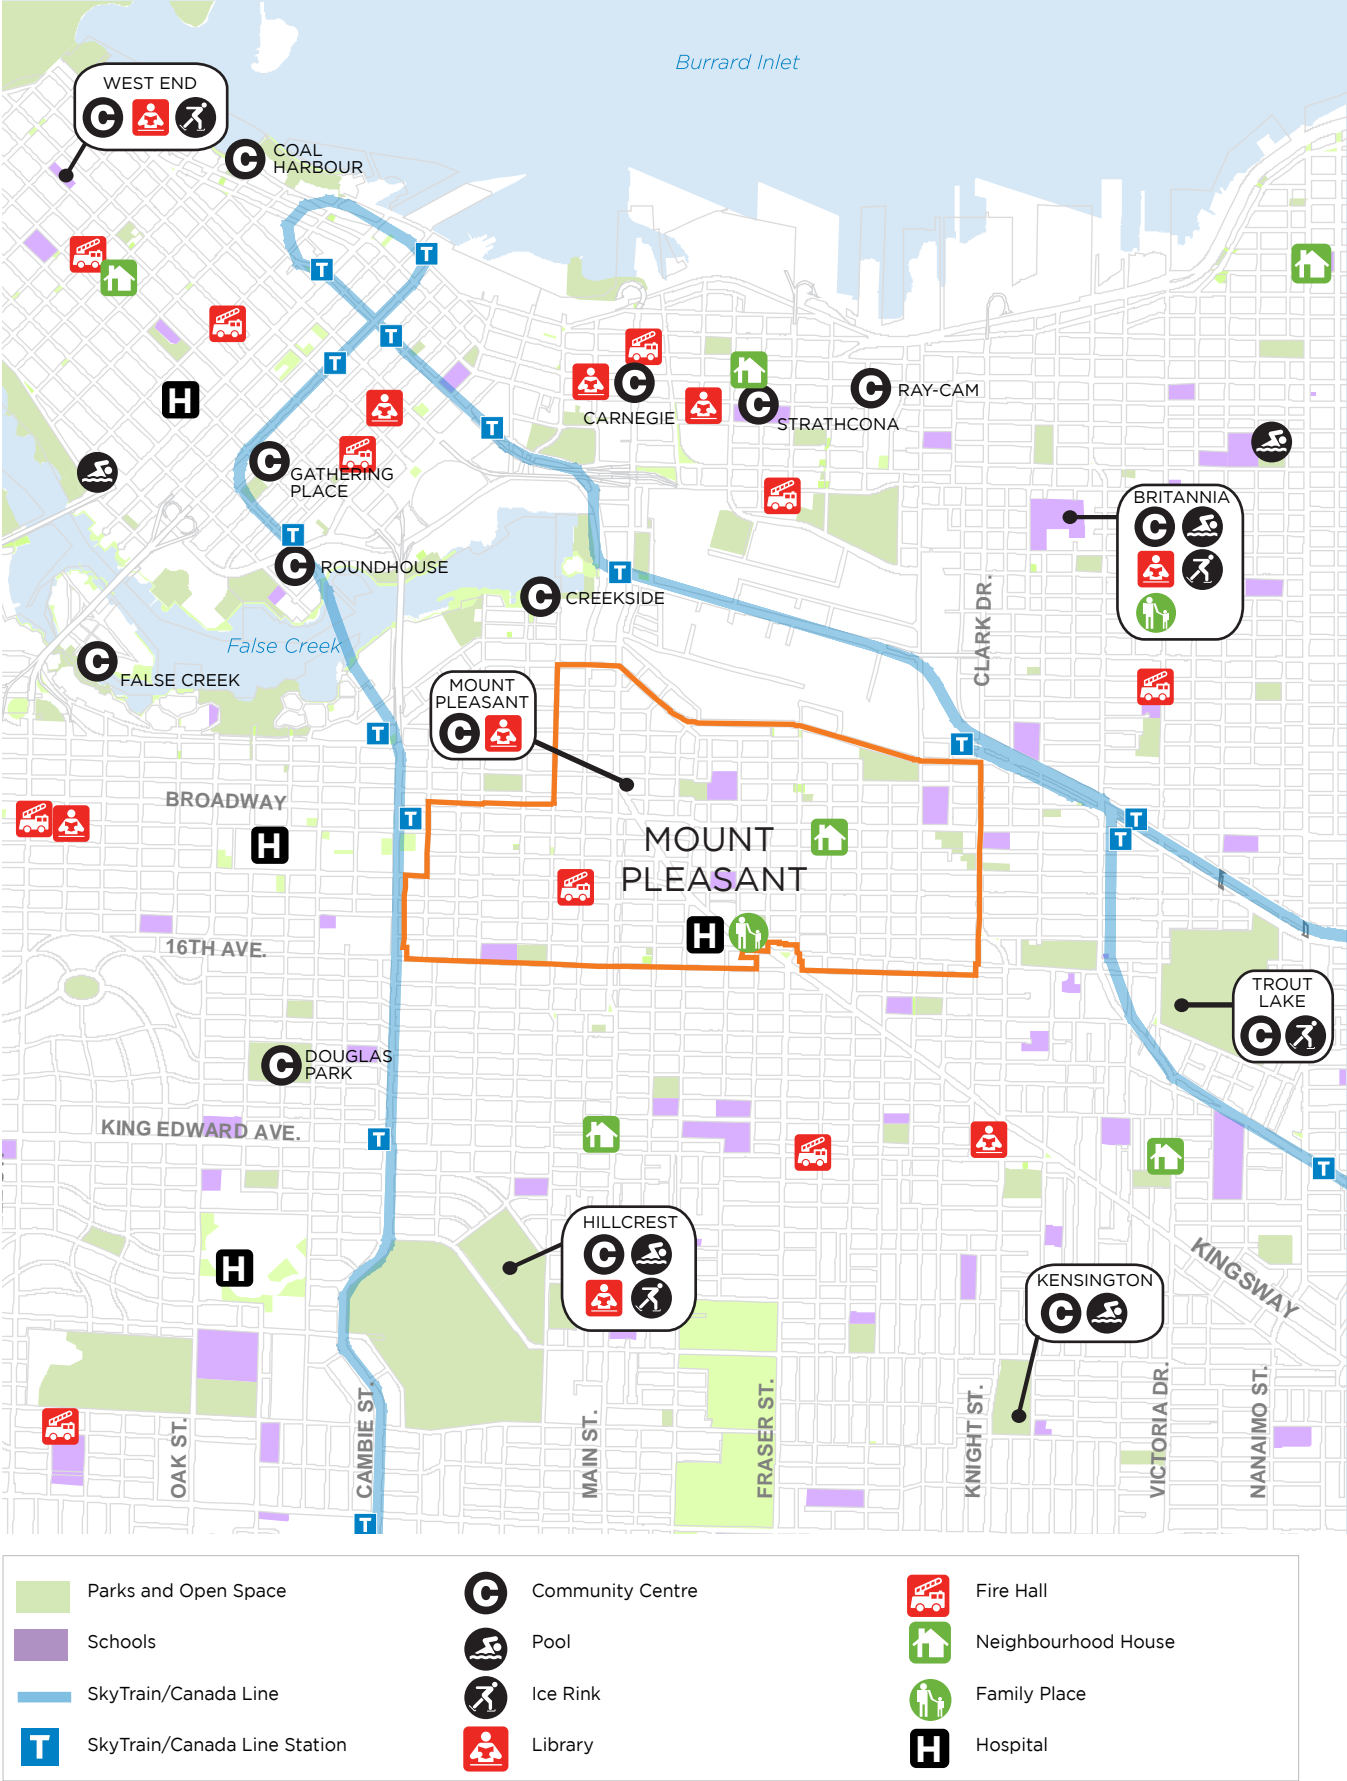 Burrard Inlet
WEST END
C
COAL
HARBOUR
C
T
T
T
T
H
C
CARNEGIE
C
STRATHCONA
C
RAY-CAM
T
C
GATHERING
PLACE
BRITANNIA
C
T
C
ROUNDHOUSE
T
C
CREEKSIDE
CLARK DR.
False Creek
C
FALSE CREEK
MOUNT
PLEASANT
C
T
T
BROADWAY
T
T
T
H
MOUNT
PLEASANT
16TH AVE.
H
TROUT
LAKE
C
C
DOUGLAS
PARK
KING EDWARD AVE.
T
T
HILLCREST
C
H
KINGSWAY
KENSINGTON
C
OAK ST.
CAMBIE ST.
MAIN ST.
FRASER ST.
KNIGHT ST.
VICTORIA DR.
NANAIMO ST.
T
Parks and Open Space
C
Community Centre
Fire Hall
Schools
Pool
Neighbourhood House
SkyTrain/Canada Line
Ice Rink
Family Place
T
SkyTrain/Canada Line Station
Library
H
Hospital